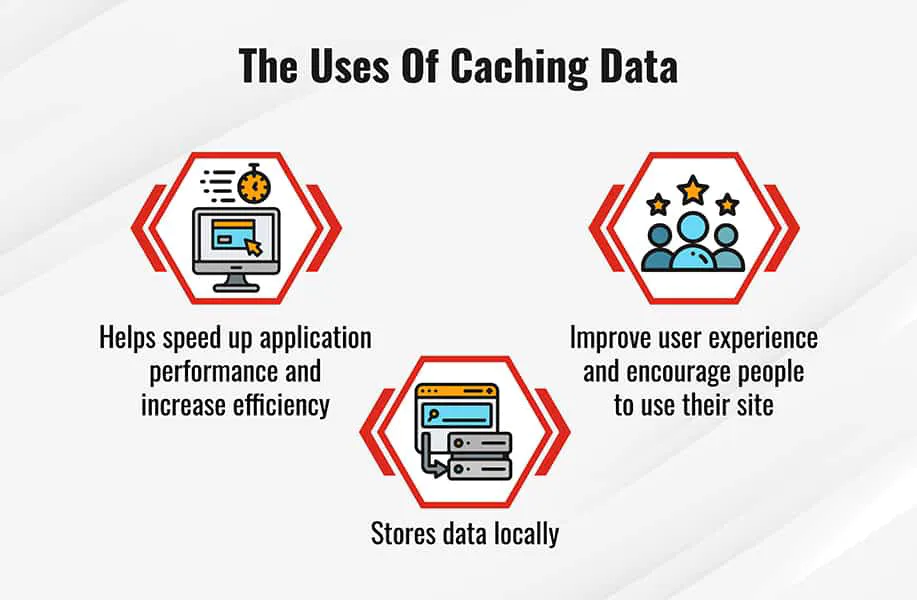 The Uses Of Caching Data
Helps speed up application
performance and
increase efficiency
Improve user experience
and encourage people
to use their site
Stores data locally